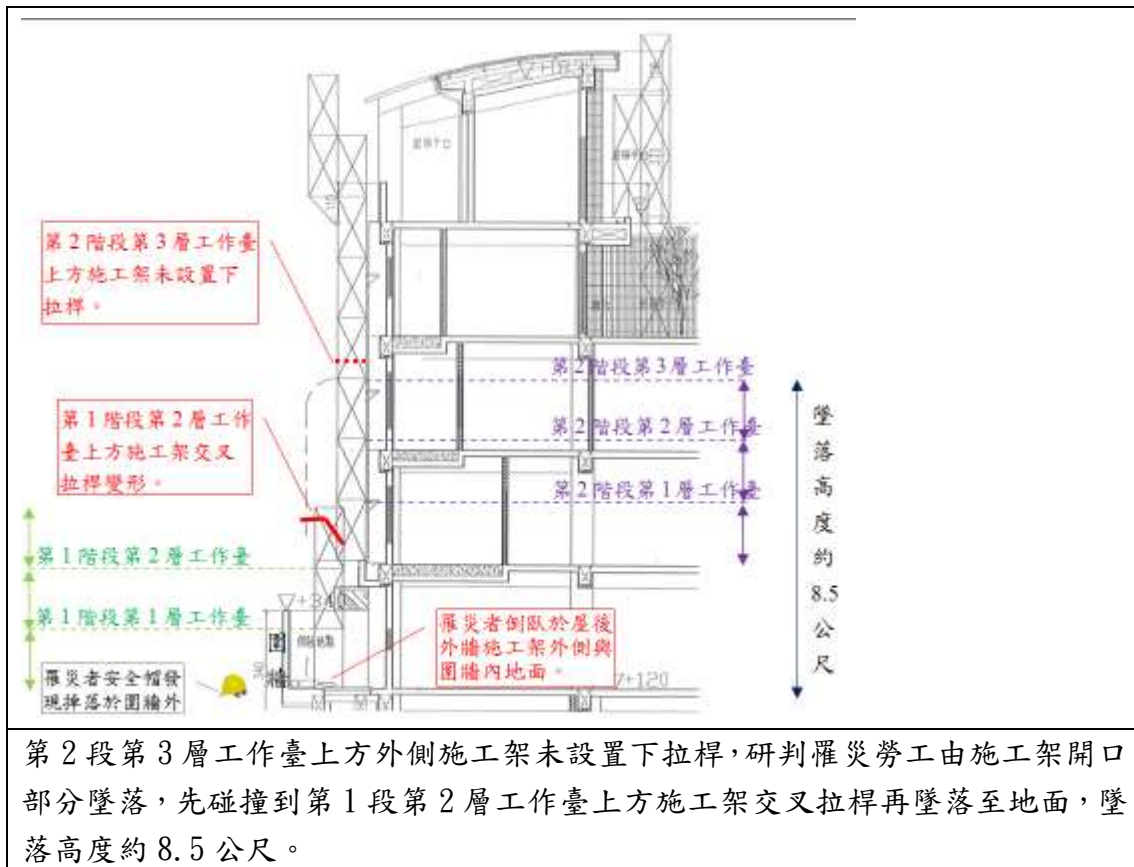 第2階段第3層工作臺
上方施工架未設置下
拉桿。
第1階段第2層工作
臺上方施工架交叉
拉桿變形。
第2階段第3層工作臺
第2階段第2層工作臺
第2階段第1層工作臺
墜落高度約8.5公尺
第1階段第2層工作臺
第1階段第1層工作臺
+340
圍牆
罹災者倒臥於屋後
外牆施工架外側與
圍牆內地面。
+120
罹災者安全帽發
現掉落於圍牆外
第2段第3層工作臺上方外側施工架未設置下拉桿,研判罹災勞工由施工架開口
部分墜落,先碰撞到第1段第2層工作臺上方施工架交叉拉桿再墜落至地面,墜
落高度約8.5公尺。